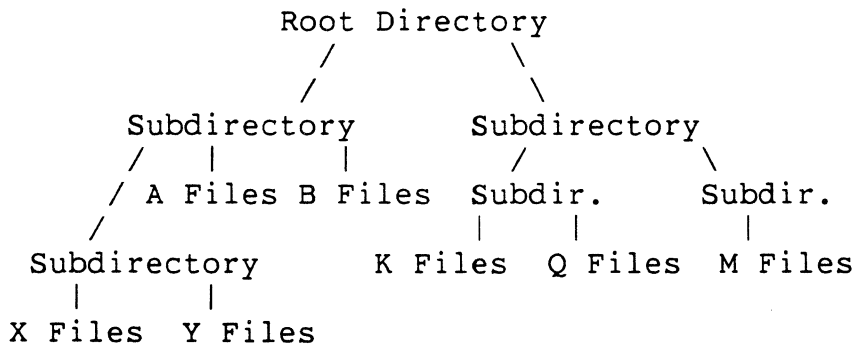 Root Directory
Subdirectory Subdirectory
A Files B Files Subdir. Subdir.
Subdirectory K Files Q Files M Files
X Files Y Files